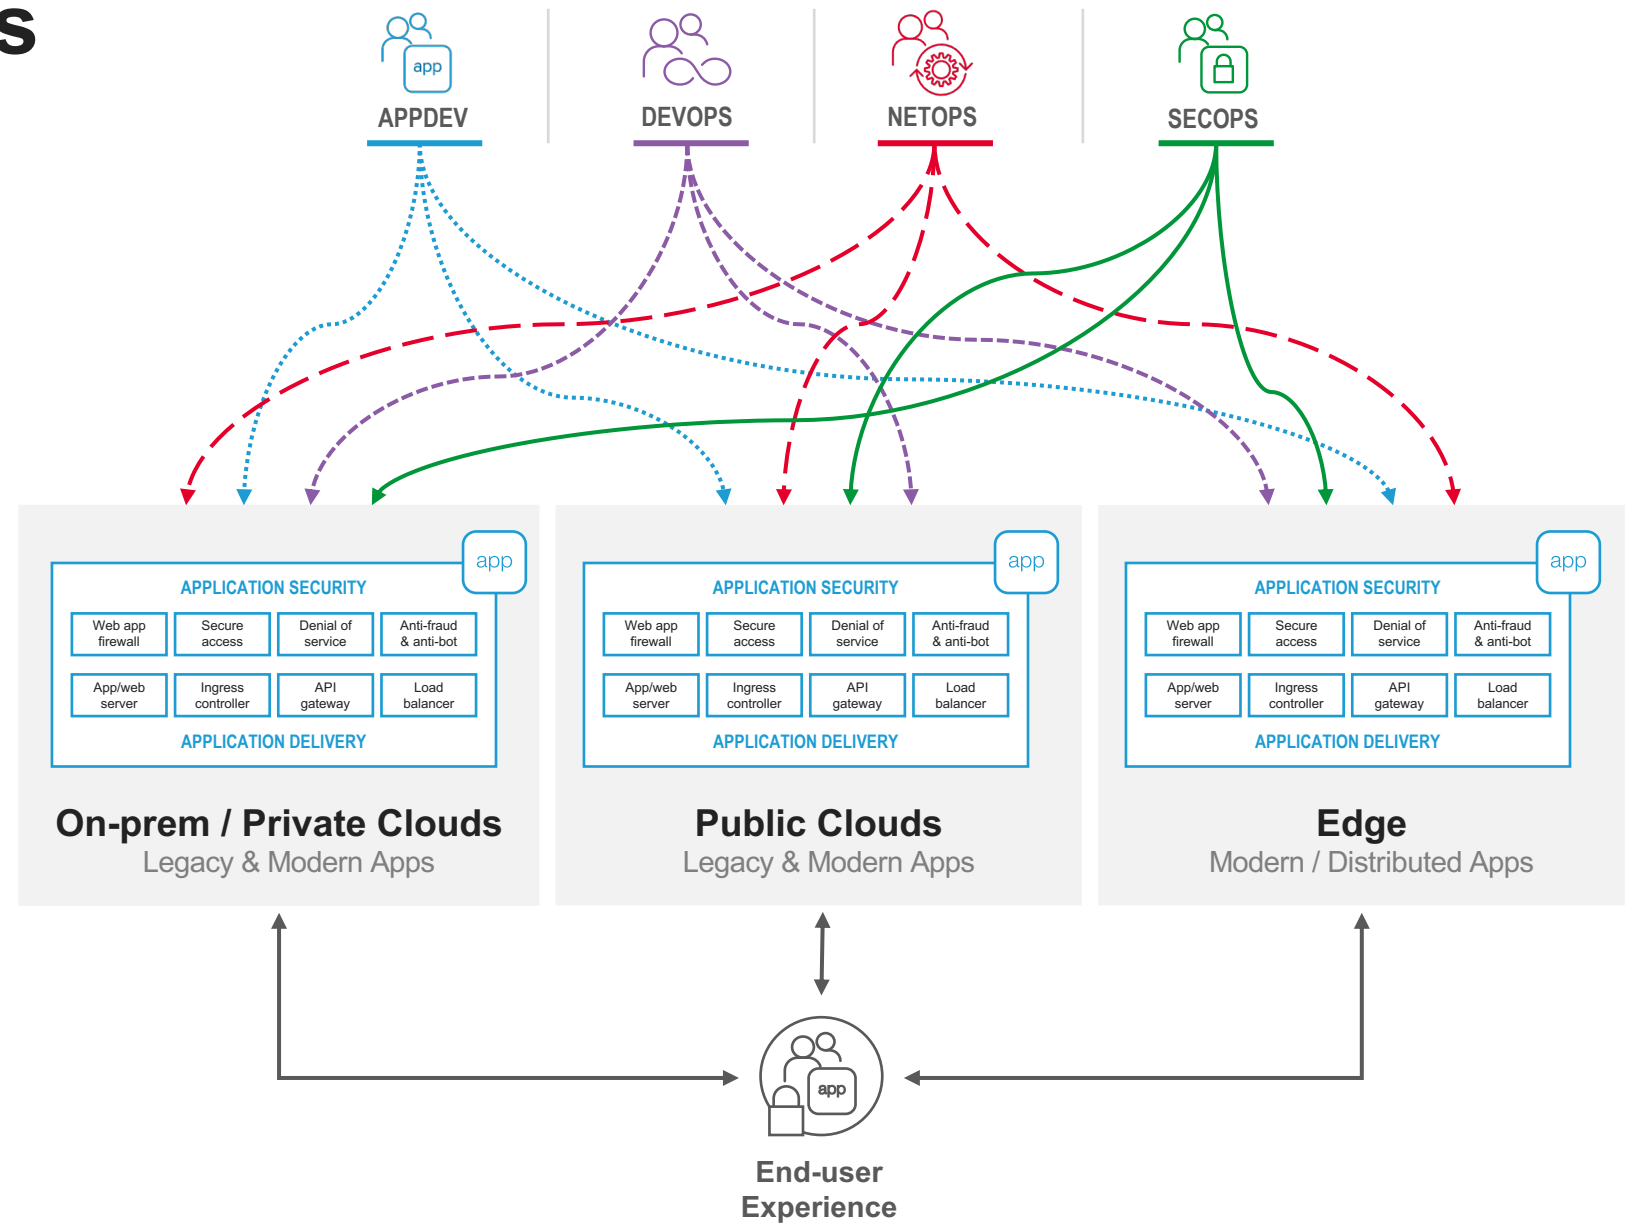 s
app
APPDEV
DEVOPS
NETOPS
SECOPS
app
APPLICATION SECURITY
Web app
firewall
Secure
access
Denial of
service
Anti-fraud
& anti-bot
App/web
server
Ingress
controller
API
gateway
Load
balancer
APPLICATION DELIVERY
On-prem / Private Clouds
Legacy & Modern Apps
app
APPLICATION SECURITY
Web app
firewall
Secure
access
Denial of
service
Anti-fraud
& anti-bot
App/web
server
Ingress
controller
API
gateway
Load
balancer
APPLICATION DELIVERY
Public Clouds
Legacy & Modern Apps
app
APPLICATION SECURITY
Web app
firewall
Secure
access
Denial of
service
Anti-fraud
& anti-bot
App/web
server
Ingress
controller
API
gateway
Load
balancer
APPLICATION DELIVERY
Edge
Modern / Distributed Apps
app
End-user
Experience